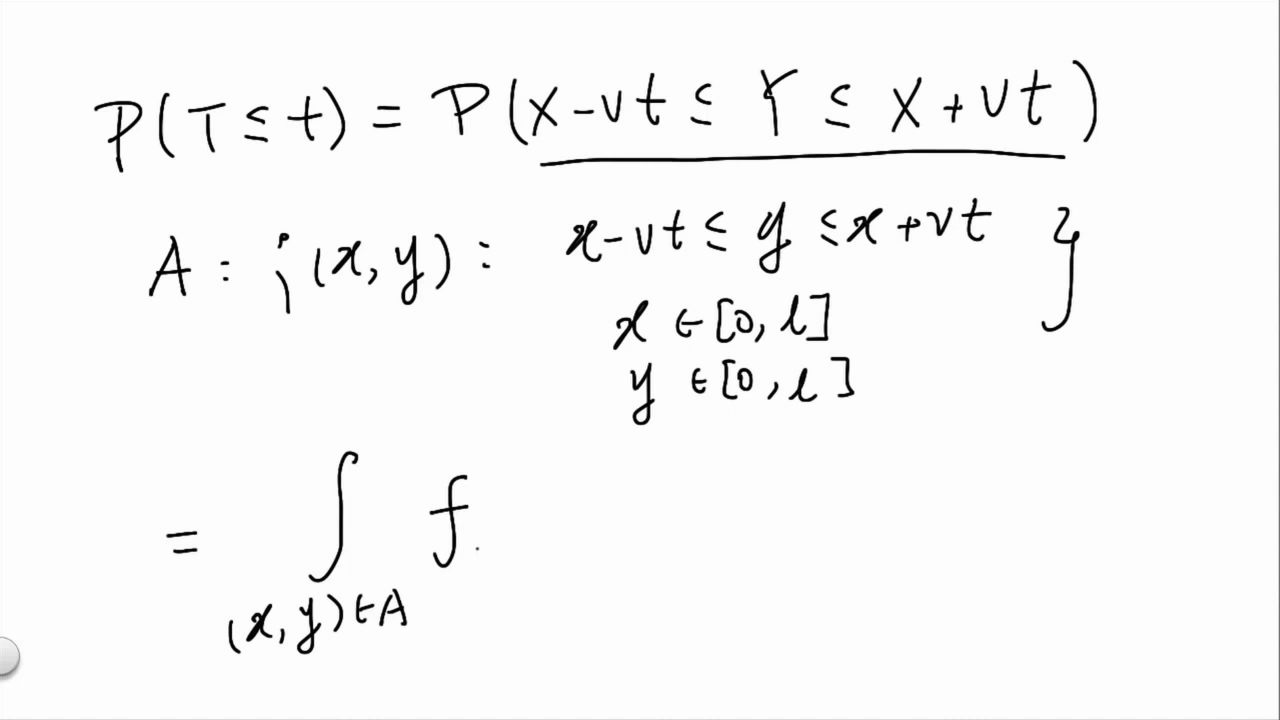 P(T ≤ t) = P(X - vt ≤ Y ≤ X + vt)
A : {(x, y) : x - vt ≤ y ≤ x + vt }
x ∈ [0, l]
y ∈ [0, l]
= ∫ f
(x, y) ∈ A